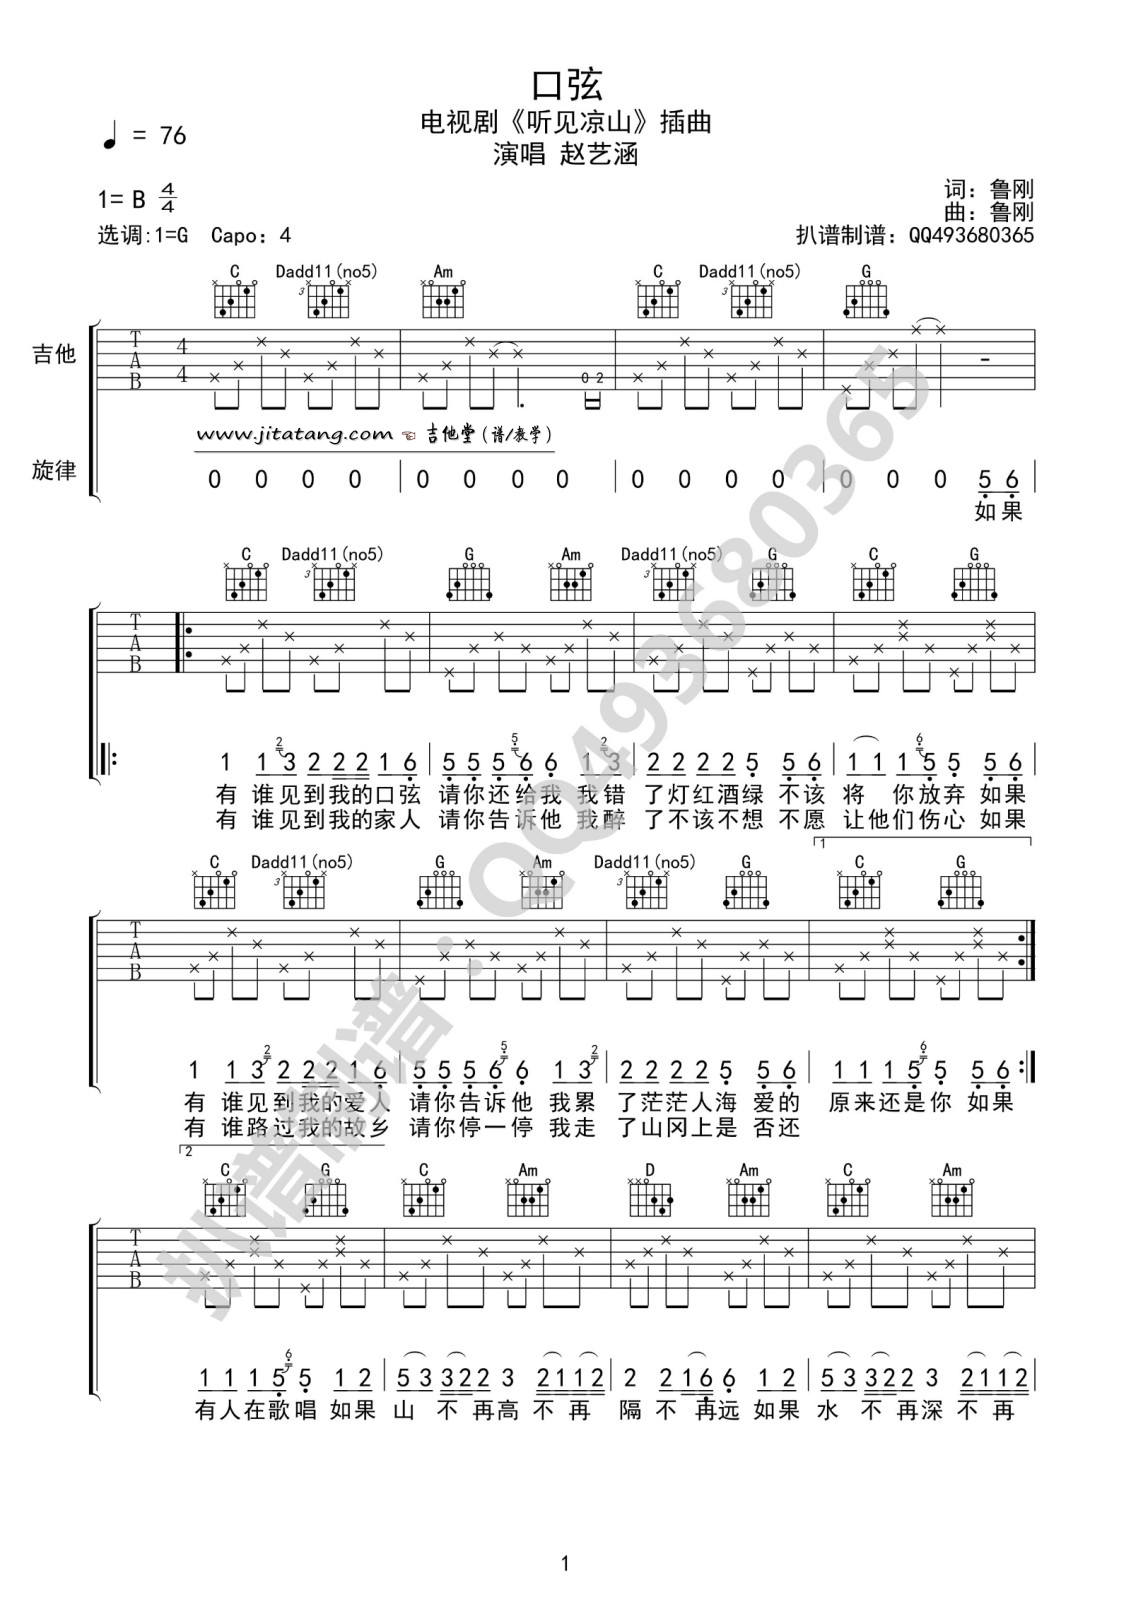 口弦
电视剧《听见凉山》插曲
演唱 赵艺涵
♩ = 76
1= B 4/4
选调:1=G Capo: 4
词：鲁刚
曲：鲁刚
扒谱制谱：QQ493680365
C Dadd11(no5) Am C Dadd11(no5) G
3 3
吉他
T A B 4 4 0 2
www.jitatang.com ☜ 吉他堂(谱/教学)
旋律
0 0 0 0 0 0 0 0 0 0 0 0 0 0 0 5 6
如果
C Dadd11(no5) G Am Dadd11(no5) G C G
3 3
T A B
1 1 2 3 2 2 2 1 6 5 5 5 5 6 6 1 2 3 2 2 2 2 5 5 6 1 1 1 6 5 5 5 6
有 谁见到我的口弦 请你还给我 我错 了灯红酒绿 不该 将 你放弃 如果
有 谁见到我的家人 请你告诉他 我醉 了不该不想 不愿 让他们伤心 如果
1
C Dadd11(no5) G Am Dadd11(no5) G C G
3 3
T A B
1 1 3 2 2 2 2 1 6 5 5 5 5 6 1 3 2 2 2 2 2 5 5 6 1 1 1 5 6 5 5 6
有 谁见到我的爱人 请你告诉他 我累 了茫茫人海 爱的 原来还是你 如果
有 谁路过我的故乡 请你停一停 我走 了山冈上是 否还
2
C G C Am D Am C Am
T A B
1 1 1 5 6 5 1 2 5 3 3 2 2 3 2 1 1 2 2 2 1 6 6 1 2 5 3 3 2 2 3 2 1 1 2
有人在歌唱 如果 山 不再高 不再 隔 不再远 如果 水 不再深 不再
1
扒谱制谱：QQ493680365